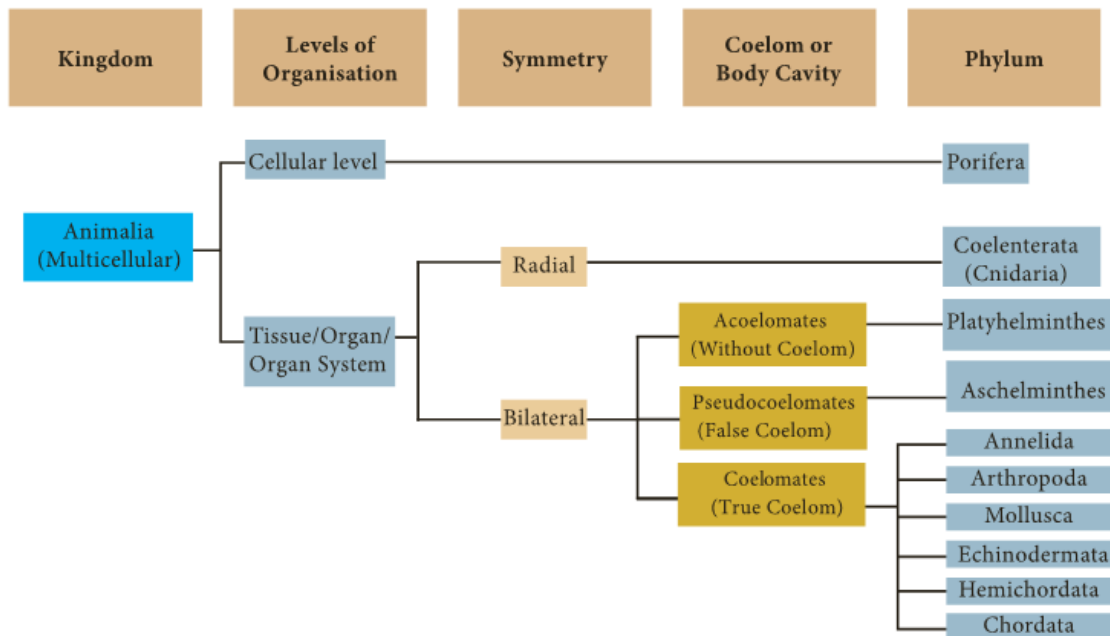 Kingdom
Levels of
Organisation
Symmetry
Coelom or
Body Cavity
Phylum
Cellular level
Porifera
Animalia
(Multicellular)
Radial
Coelenterata
(Cnidaria)
Tissue/Organ/
Organ System
Acoelomates
(Without Coelom)
Platyhelminthes
Bilateral
Pseudocoelomates
(False Coelom)
Aschelminthes
Coelomates
(True Coelom)
Annelida
Arthropoda
Mollusca
Echinodermata
Hemichordata
Chordata